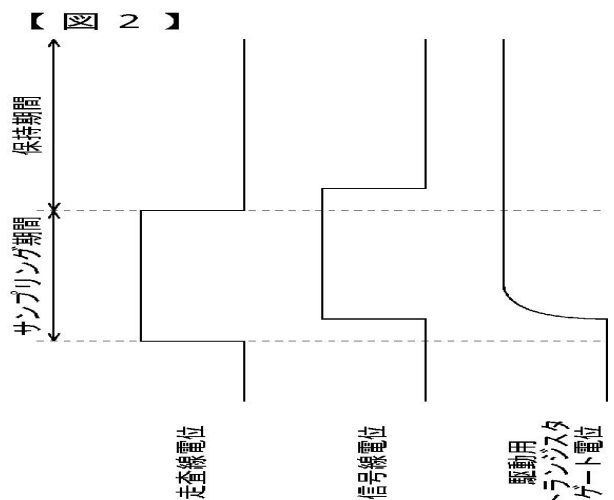 【図2】
保持期間
サンプリング期間
走査線電位
信号線電位
駆動用
トランジスタ
ゲート電位